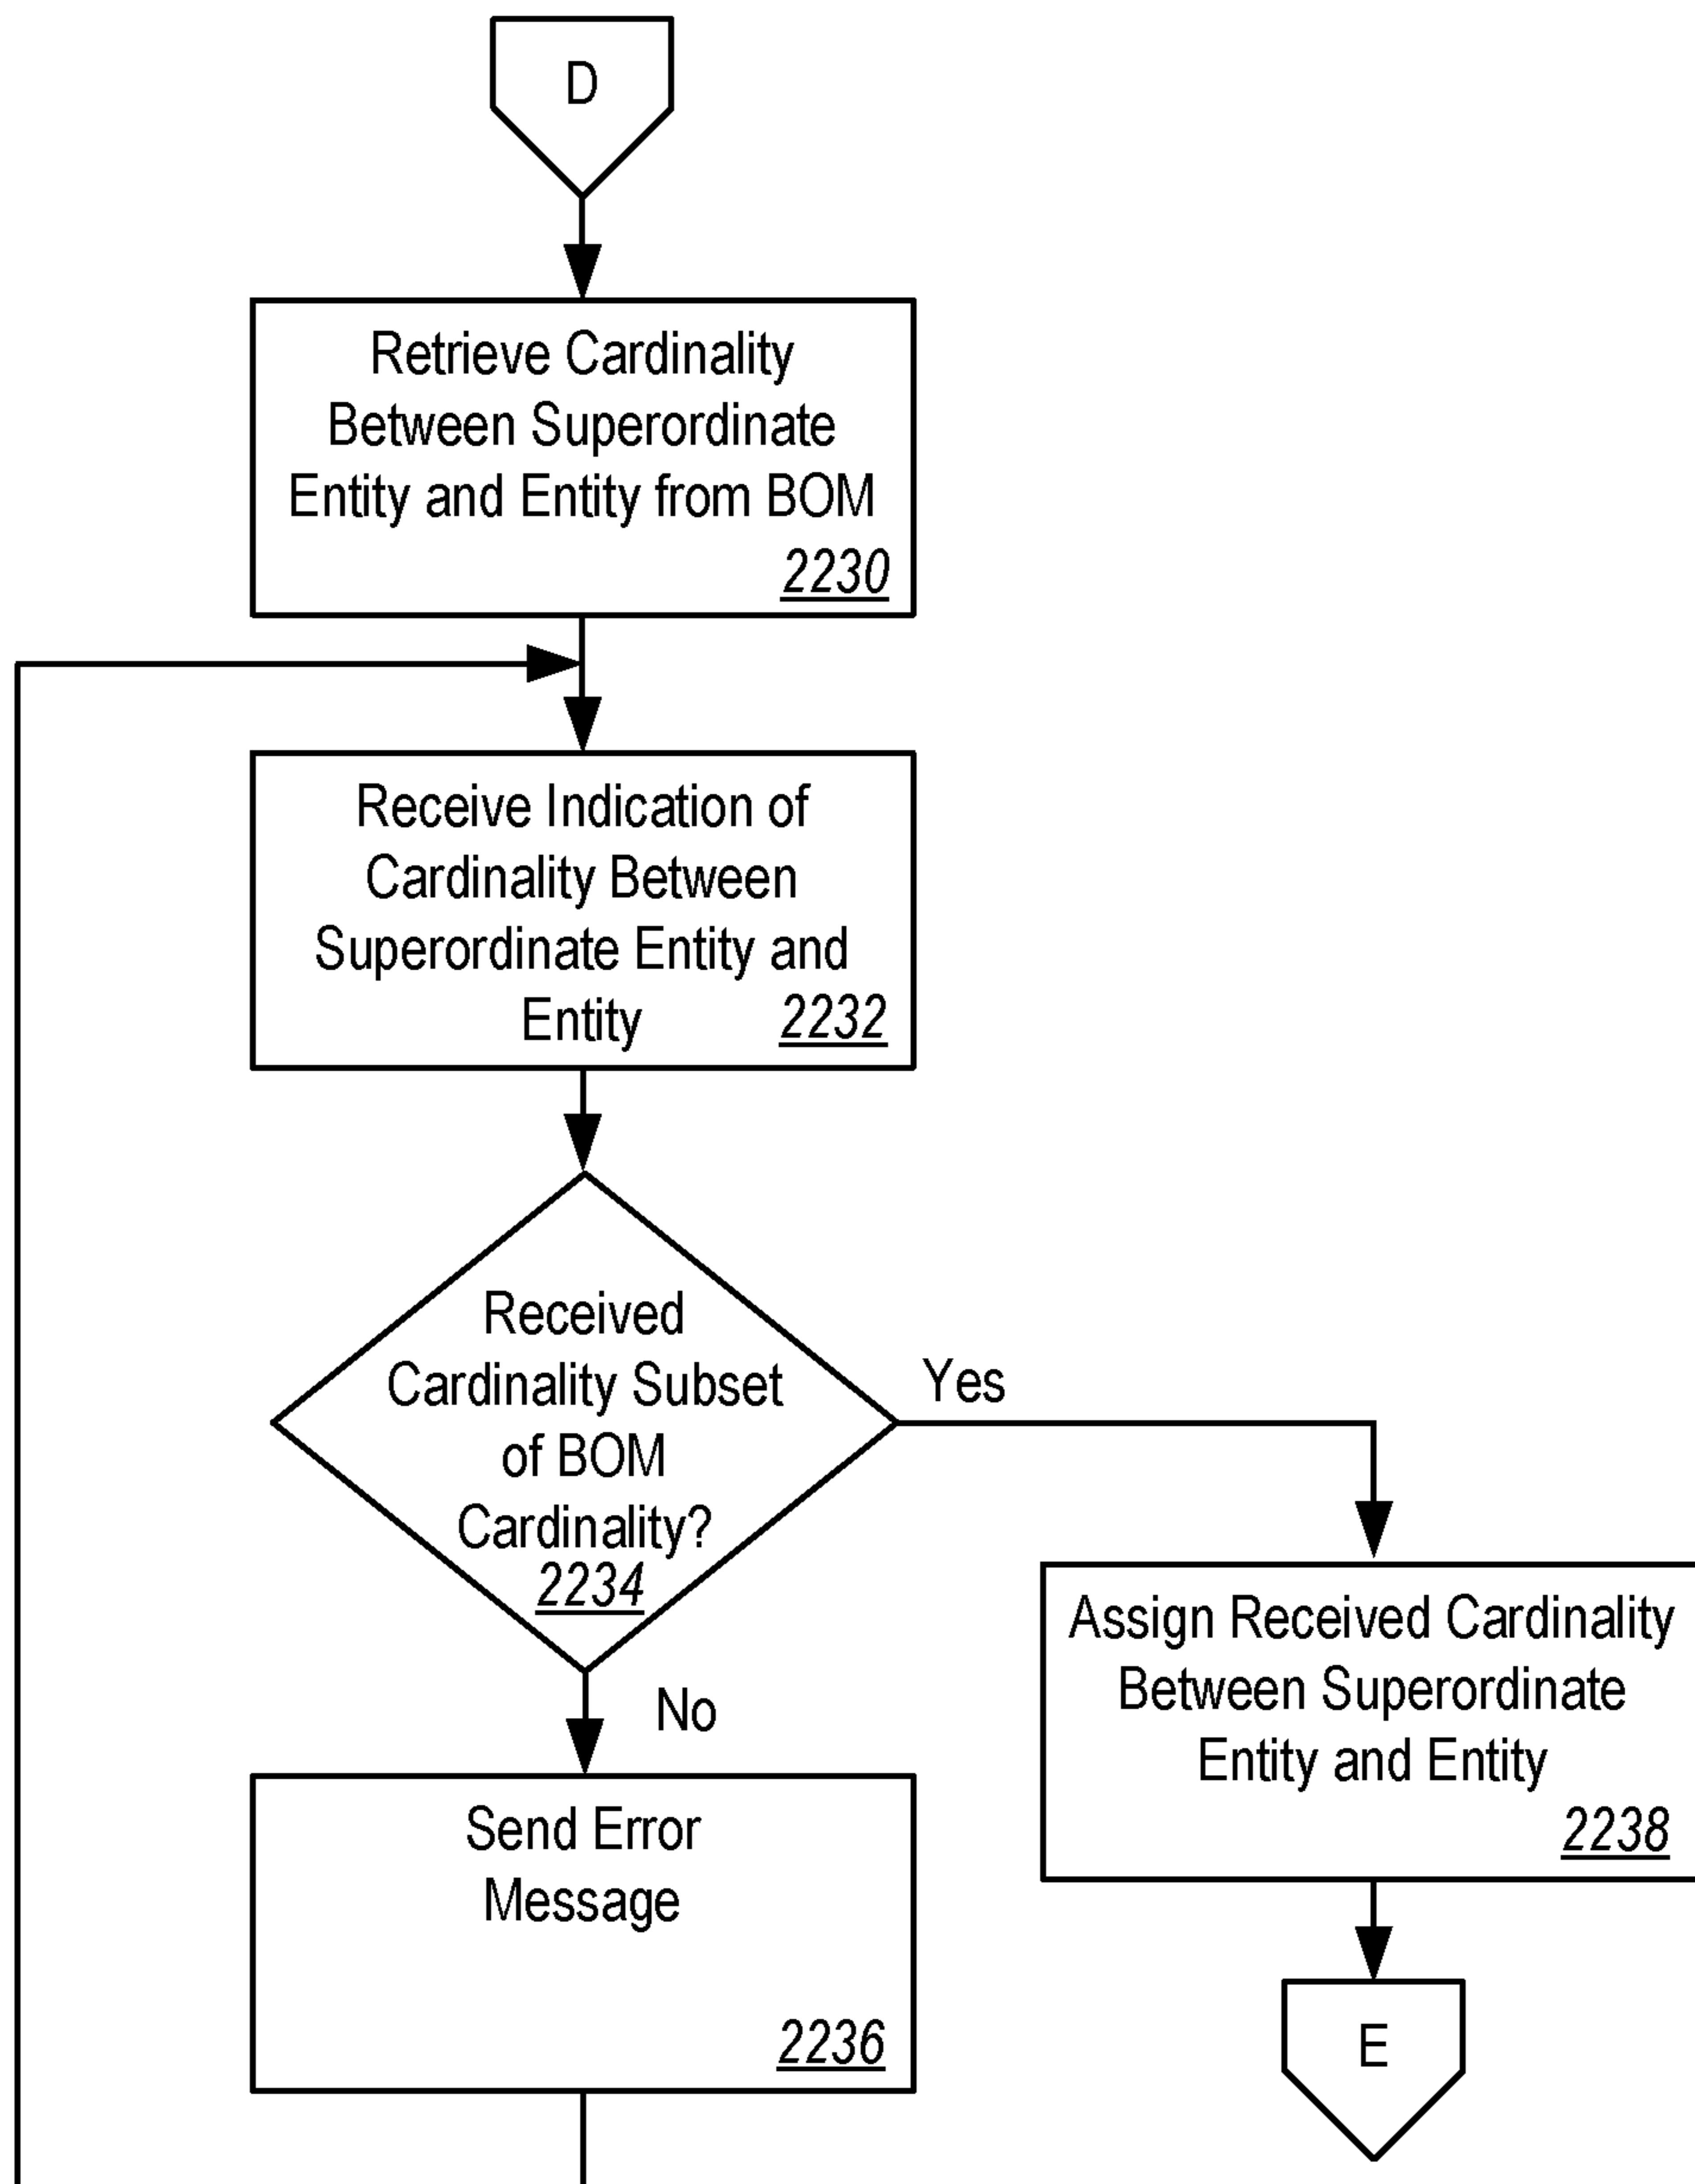 D
Retrieve Cardinality
Between Superordinate
Entity and Entity from BOM
2230
Receive Indication of
Cardinality Between
Superordinate Entity and
Entity 2232
Received
Cardinality Subset
of BOM
Cardinality?
2234
Yes
No
Assign Received Cardinality
Between Superordinate
Entity and Entity
2238
Send Error
Message
2236
E